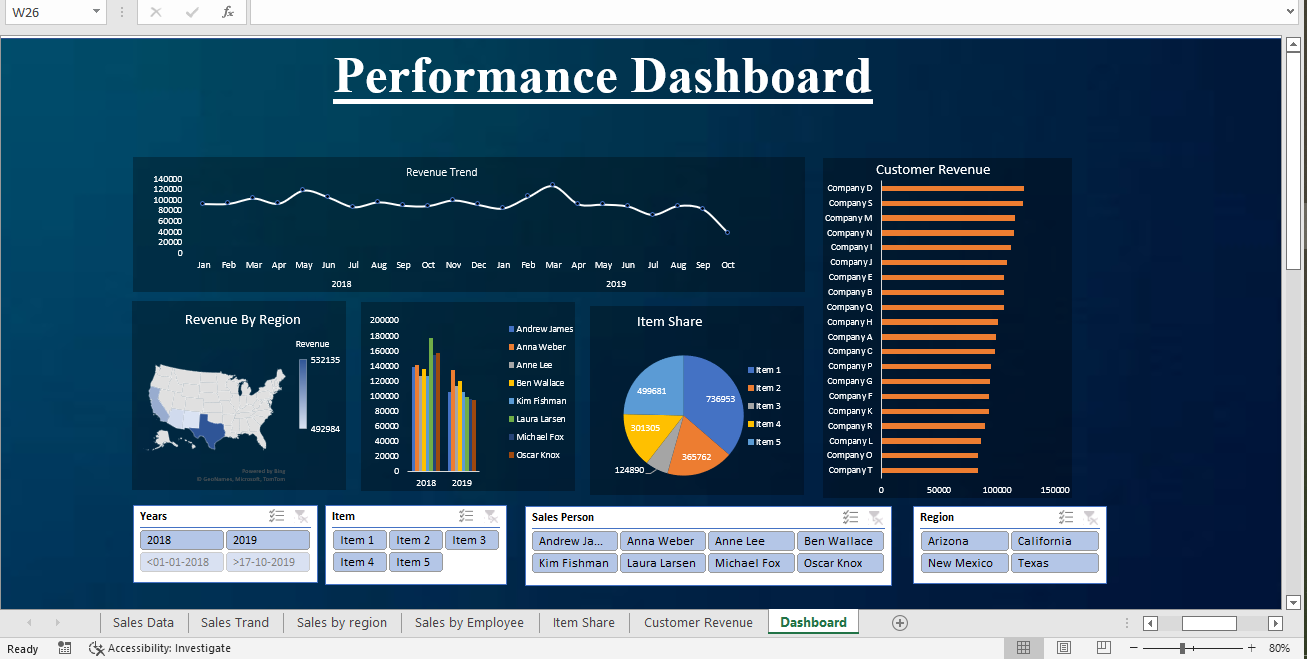 W26
fx
Performance Dashboard
Revenue Trend
140000
120000
100000
80000
60000
40000
20000
0
Jan Feb Mar Apr May Jun Jul Aug Sep Oct Nov Dec Jan Feb Mar Apr May Jun Jul Aug Sep Oct
2018 2019
Customer Revenue
Company D
Company S
Company M
Company N
Company I
Company J
Company E
Company B
Company Q
Company H
Company A
Company C
Company P
Company G
Company F
Company K
Company R
Company L
Company O
Company T
0 50000 100000 150000
Revenue By Region
Revenue
532135
492984
Powered by Bing
© GeoNames, Microsoft, TomTom
200000
180000
160000
140000
120000
100000
80000
60000
40000
20000
0
2018 2019
Andrew James
Anna Weber
Anne Lee
Ben Wallace
Kim Fishman
Laura Larsen
Michael Fox
Oscar Knox
Item Share
499681
736953
301305
365762
124890
Item 1
Item 2
Item 3
Item 4
Item 5
Years
2018 2019
<01-01-2018 >17-10-2019
Item
Item 1 Item 2 Item 3
Item 4 Item 5
Sales Person
Andrew Ja... Anna Weber Anne Lee Ben Wallace
Kim Fishman Laura Larsen Michael Fox Oscar Knox
Region
Arizona California
New Mexico Texas
Sales Data Sales Trand Sales by region Sales by Employee Item Share Customer Revenue Dashboard
Ready Accessibility: Investigate 80%